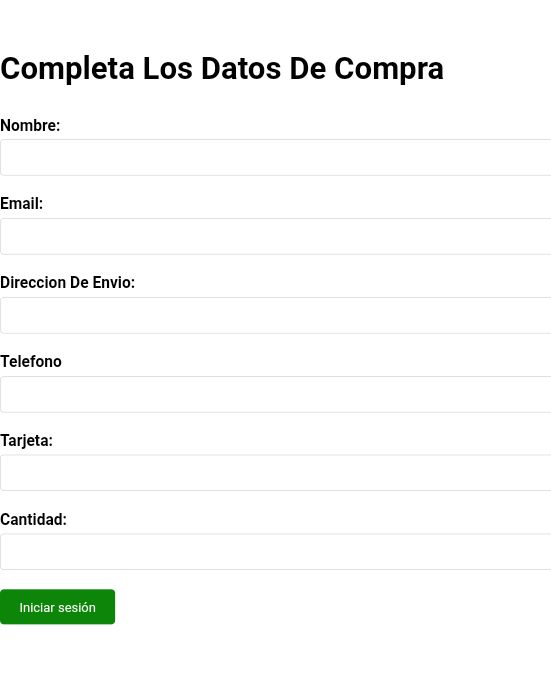 Completa Los Datos De Compra
Nombre:
Email:
Direccion De Envio:
Telefono
Tarjeta:
Cantidad:
Iniciar sesión